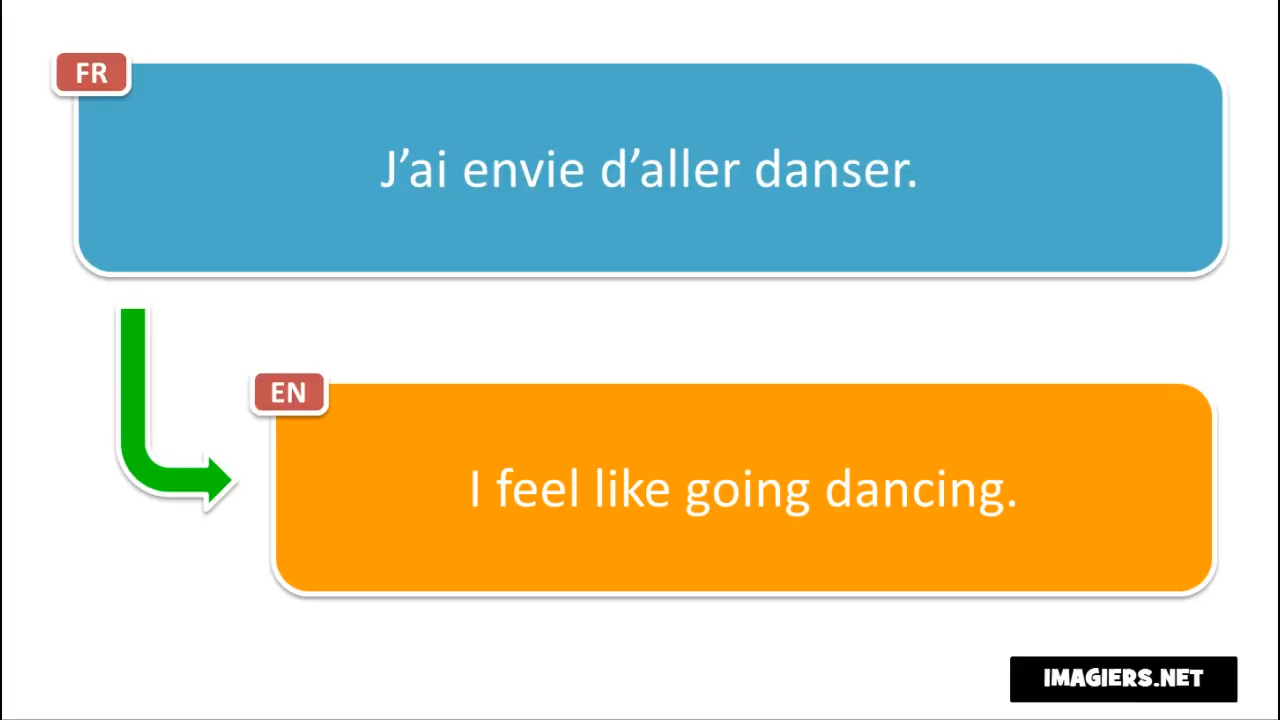 FR
J’ai envie d’aller danser.
EN
I feel like going dancing.
IMAGIERS.NET